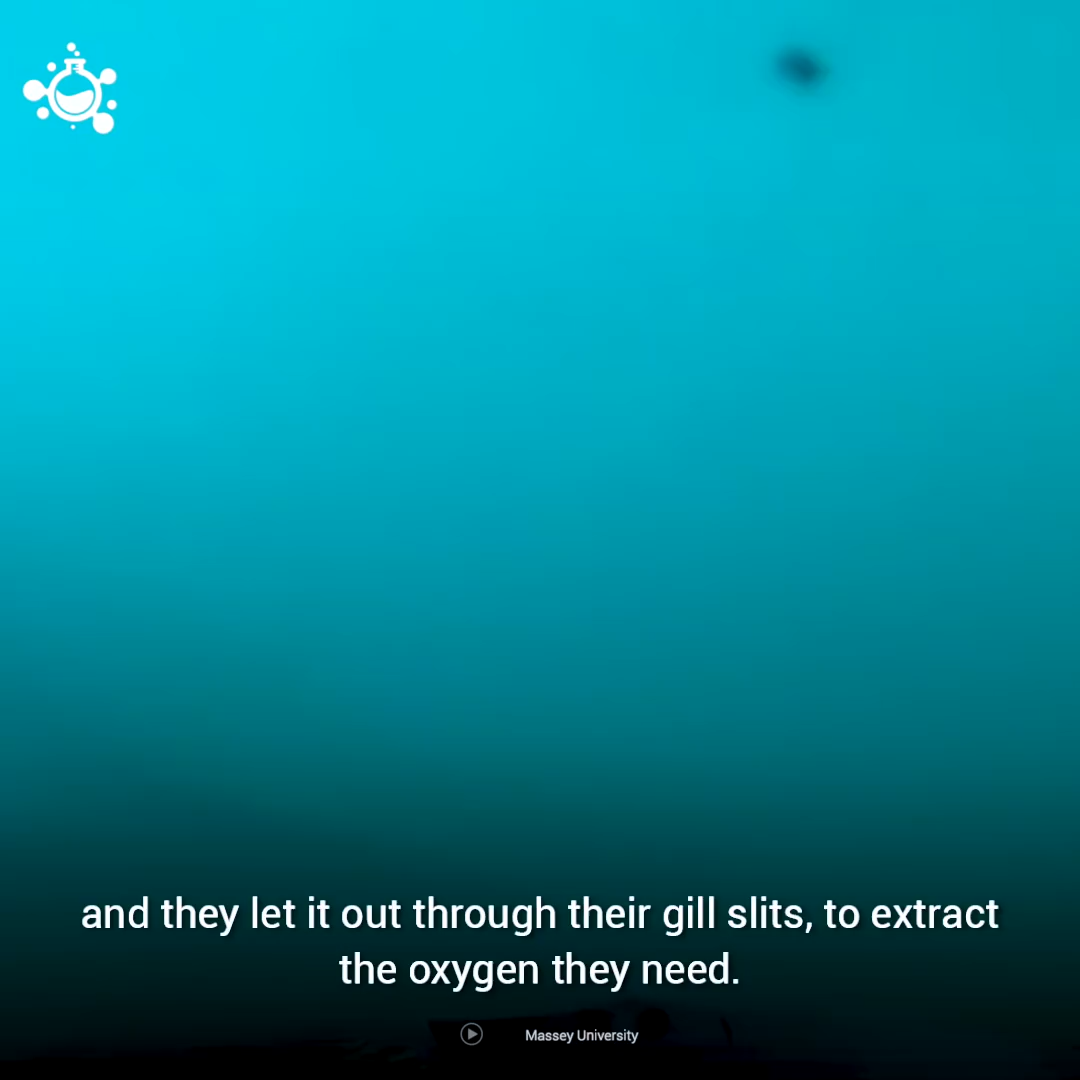 and they let it out through their gill slits, to extract
the oxygen they need.
Massey University